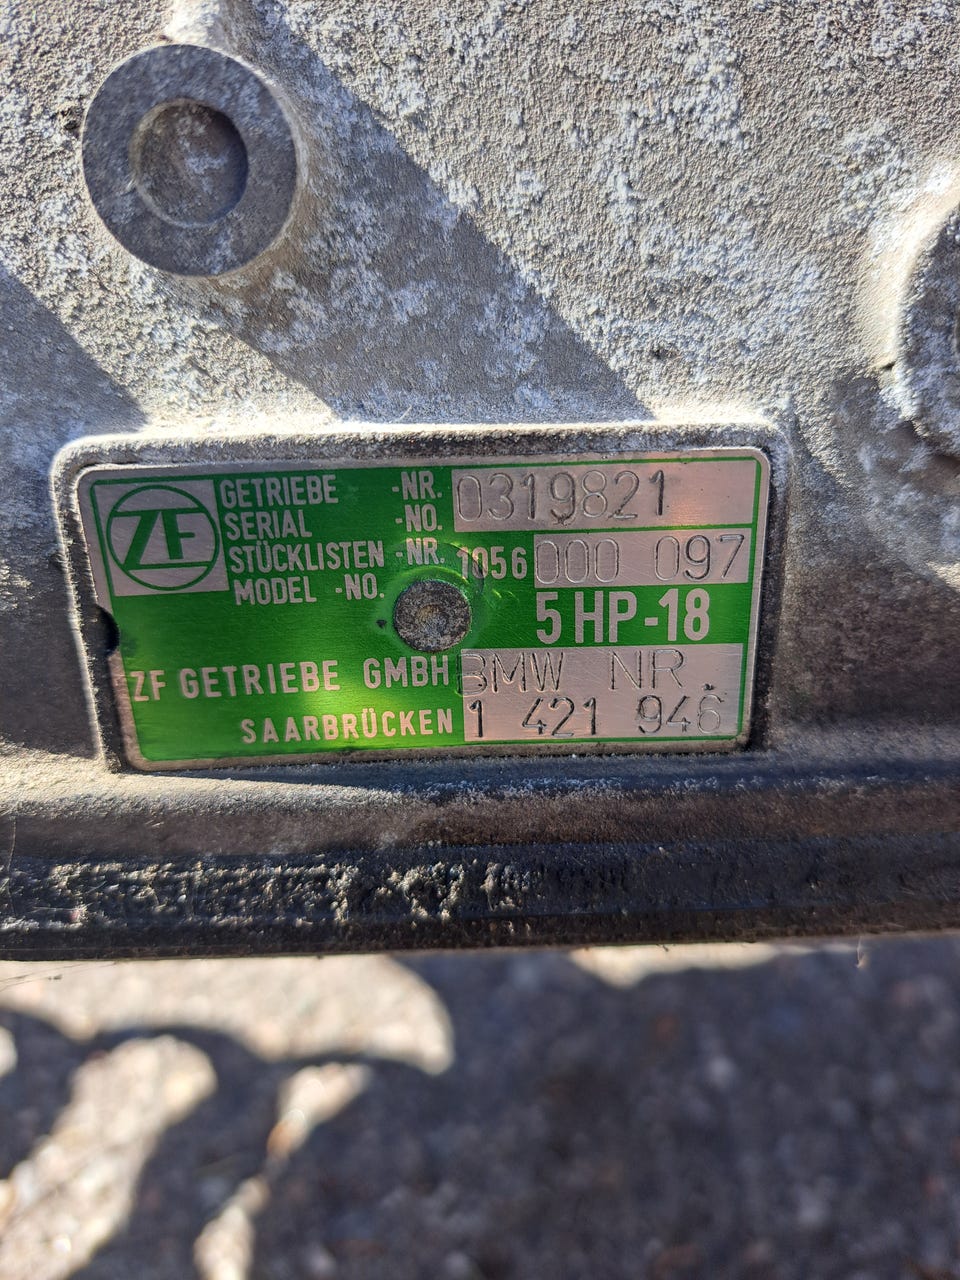 ZF
GETRIEBE -NR. 0319821
SERIAL -NO.
STÜCKLISTEN -NR. 1056 000 097
MODEL -NO.
5 HP-18
ZF GETRIEBE GMBH BMW NR.
SAARBRÜCKEN 1 421 946